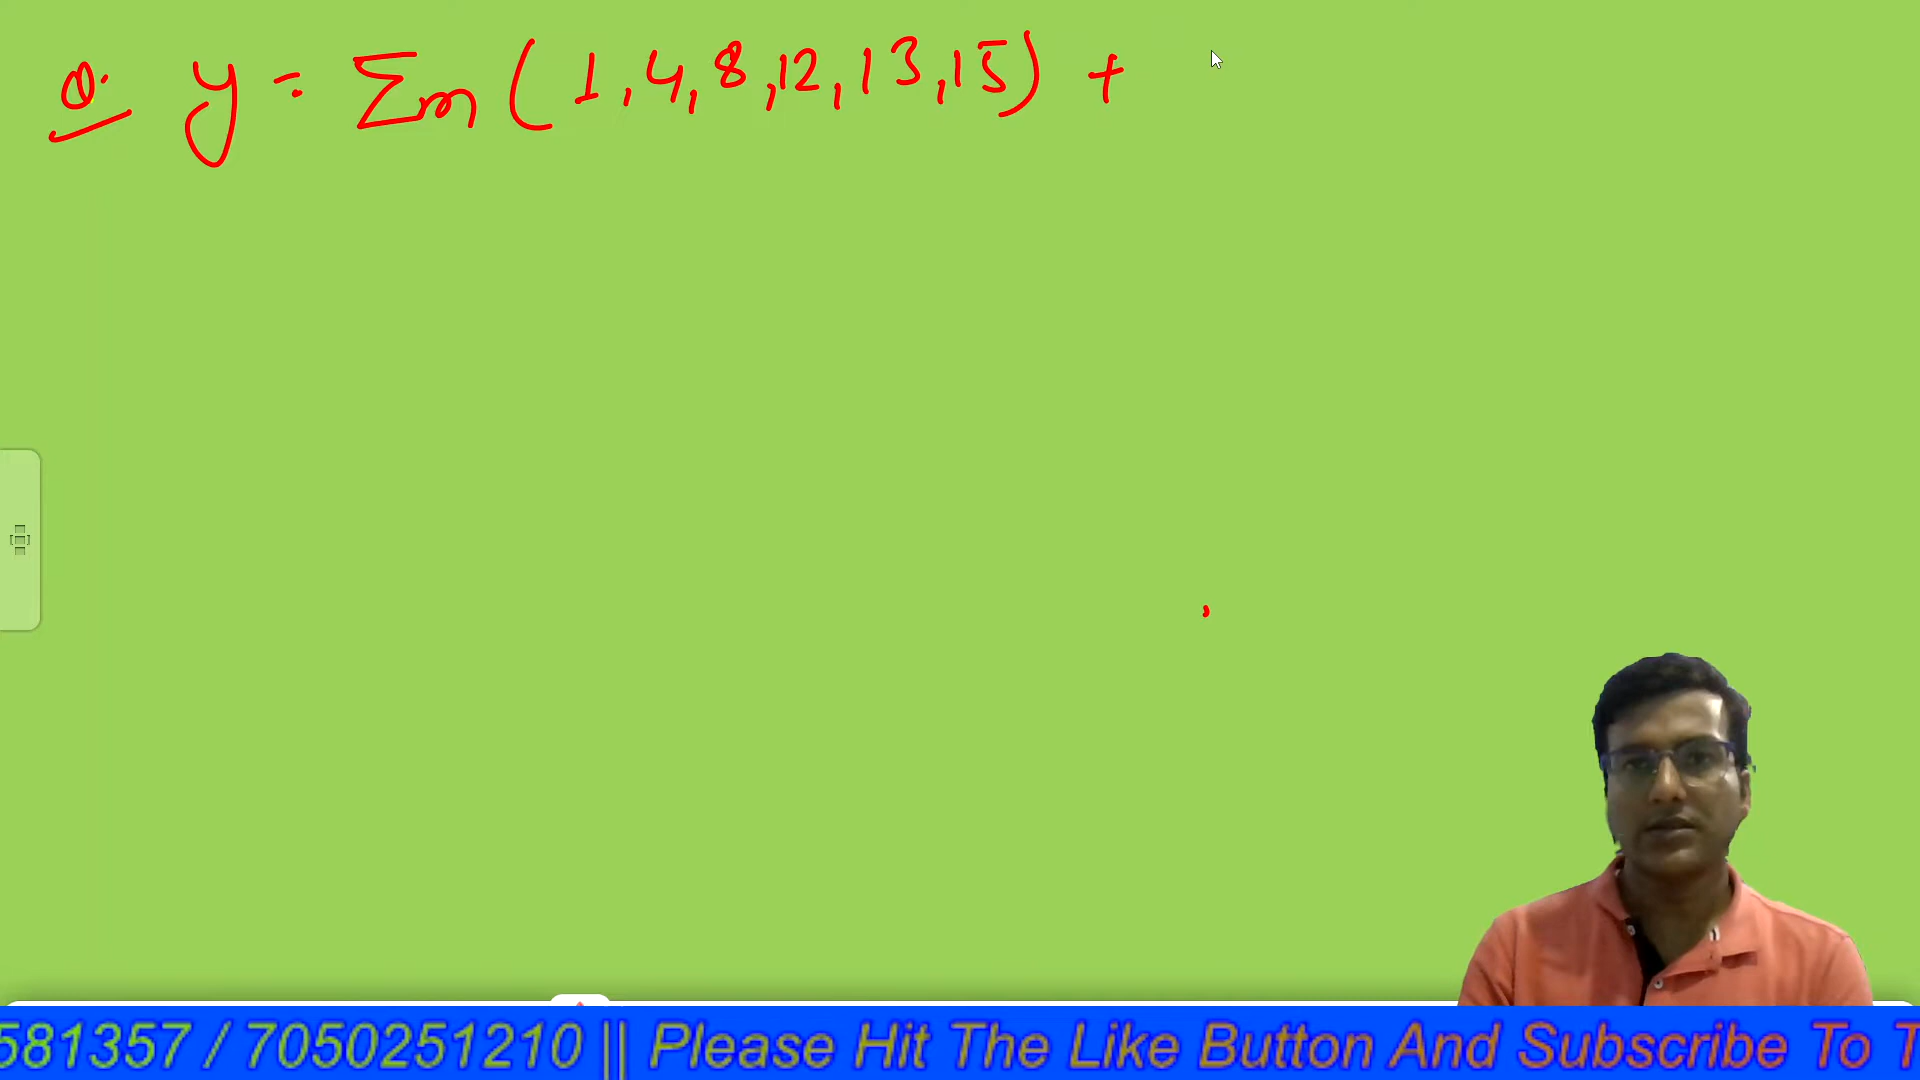 Q. y = Σm (1,4,8,12,13,15) +
581357 / 7050251210 || Please Hit The Like Button And Subscribe To T